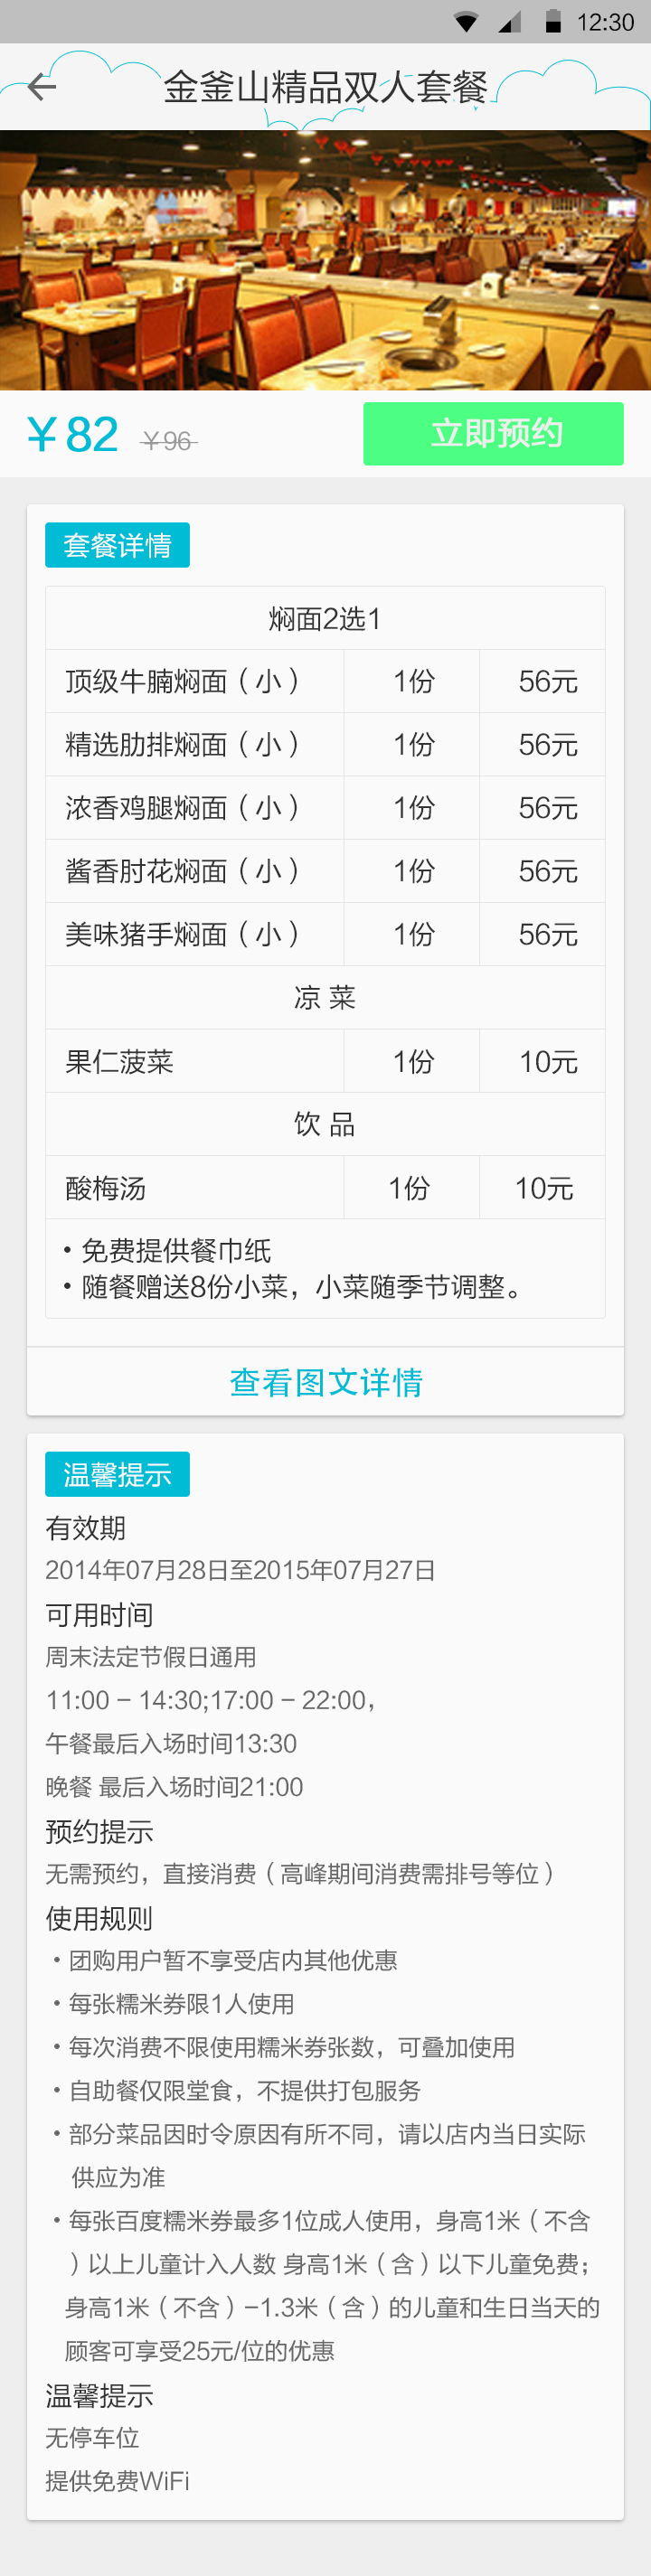 12:30
金釜山精品双人套餐
￥82 ￥96 立即预约
套餐详情
焖面2选1
顶级牛腩焖面（小） 1份 56元
精选肋排焖面（小） 1份 56元
浓香鸡腿焖面（小） 1份 56元
酱香肘花焖面（小） 1份 56元
美味猪手焖面（小） 1份 56元
凉 菜
果仁菠菜 1份 10元
饮 品
酸梅汤 1份 10元
• 免费提供餐巾纸
• 随餐赠送8份小菜，小菜随季节调整。
查看图文详情
温馨提示
有效期
2014年07月28日至2015年07月27日
可用时间
周末法定节假日通用
11:00 – 14:30;17:00 – 22:00，
午餐最后入场时间13:30
晚餐 最后入场时间21:00
预约提示
无需预约，直接消费（高峰期间消费需排号等位）
使用规则
• 团购用户暂不享受店内其他优惠
• 每张糯米券限1人使用
• 每次消费不限使用糯米券张数，可叠加使用
• 自助餐仅限堂食，不提供打包服务
• 部分菜品因时令原因有所不同，请以店内当日实际
供应为准
• 每张百度糯米券最多1位成人使用，身高1米（不含
）以上儿童计入人数 身高1米（含）以下儿童免费；
身高1米（不含）–1.3米（含）的儿童和生日当天的
顾客可享受25元/位的优惠
温馨提示
无停车位
提供免费WiFi